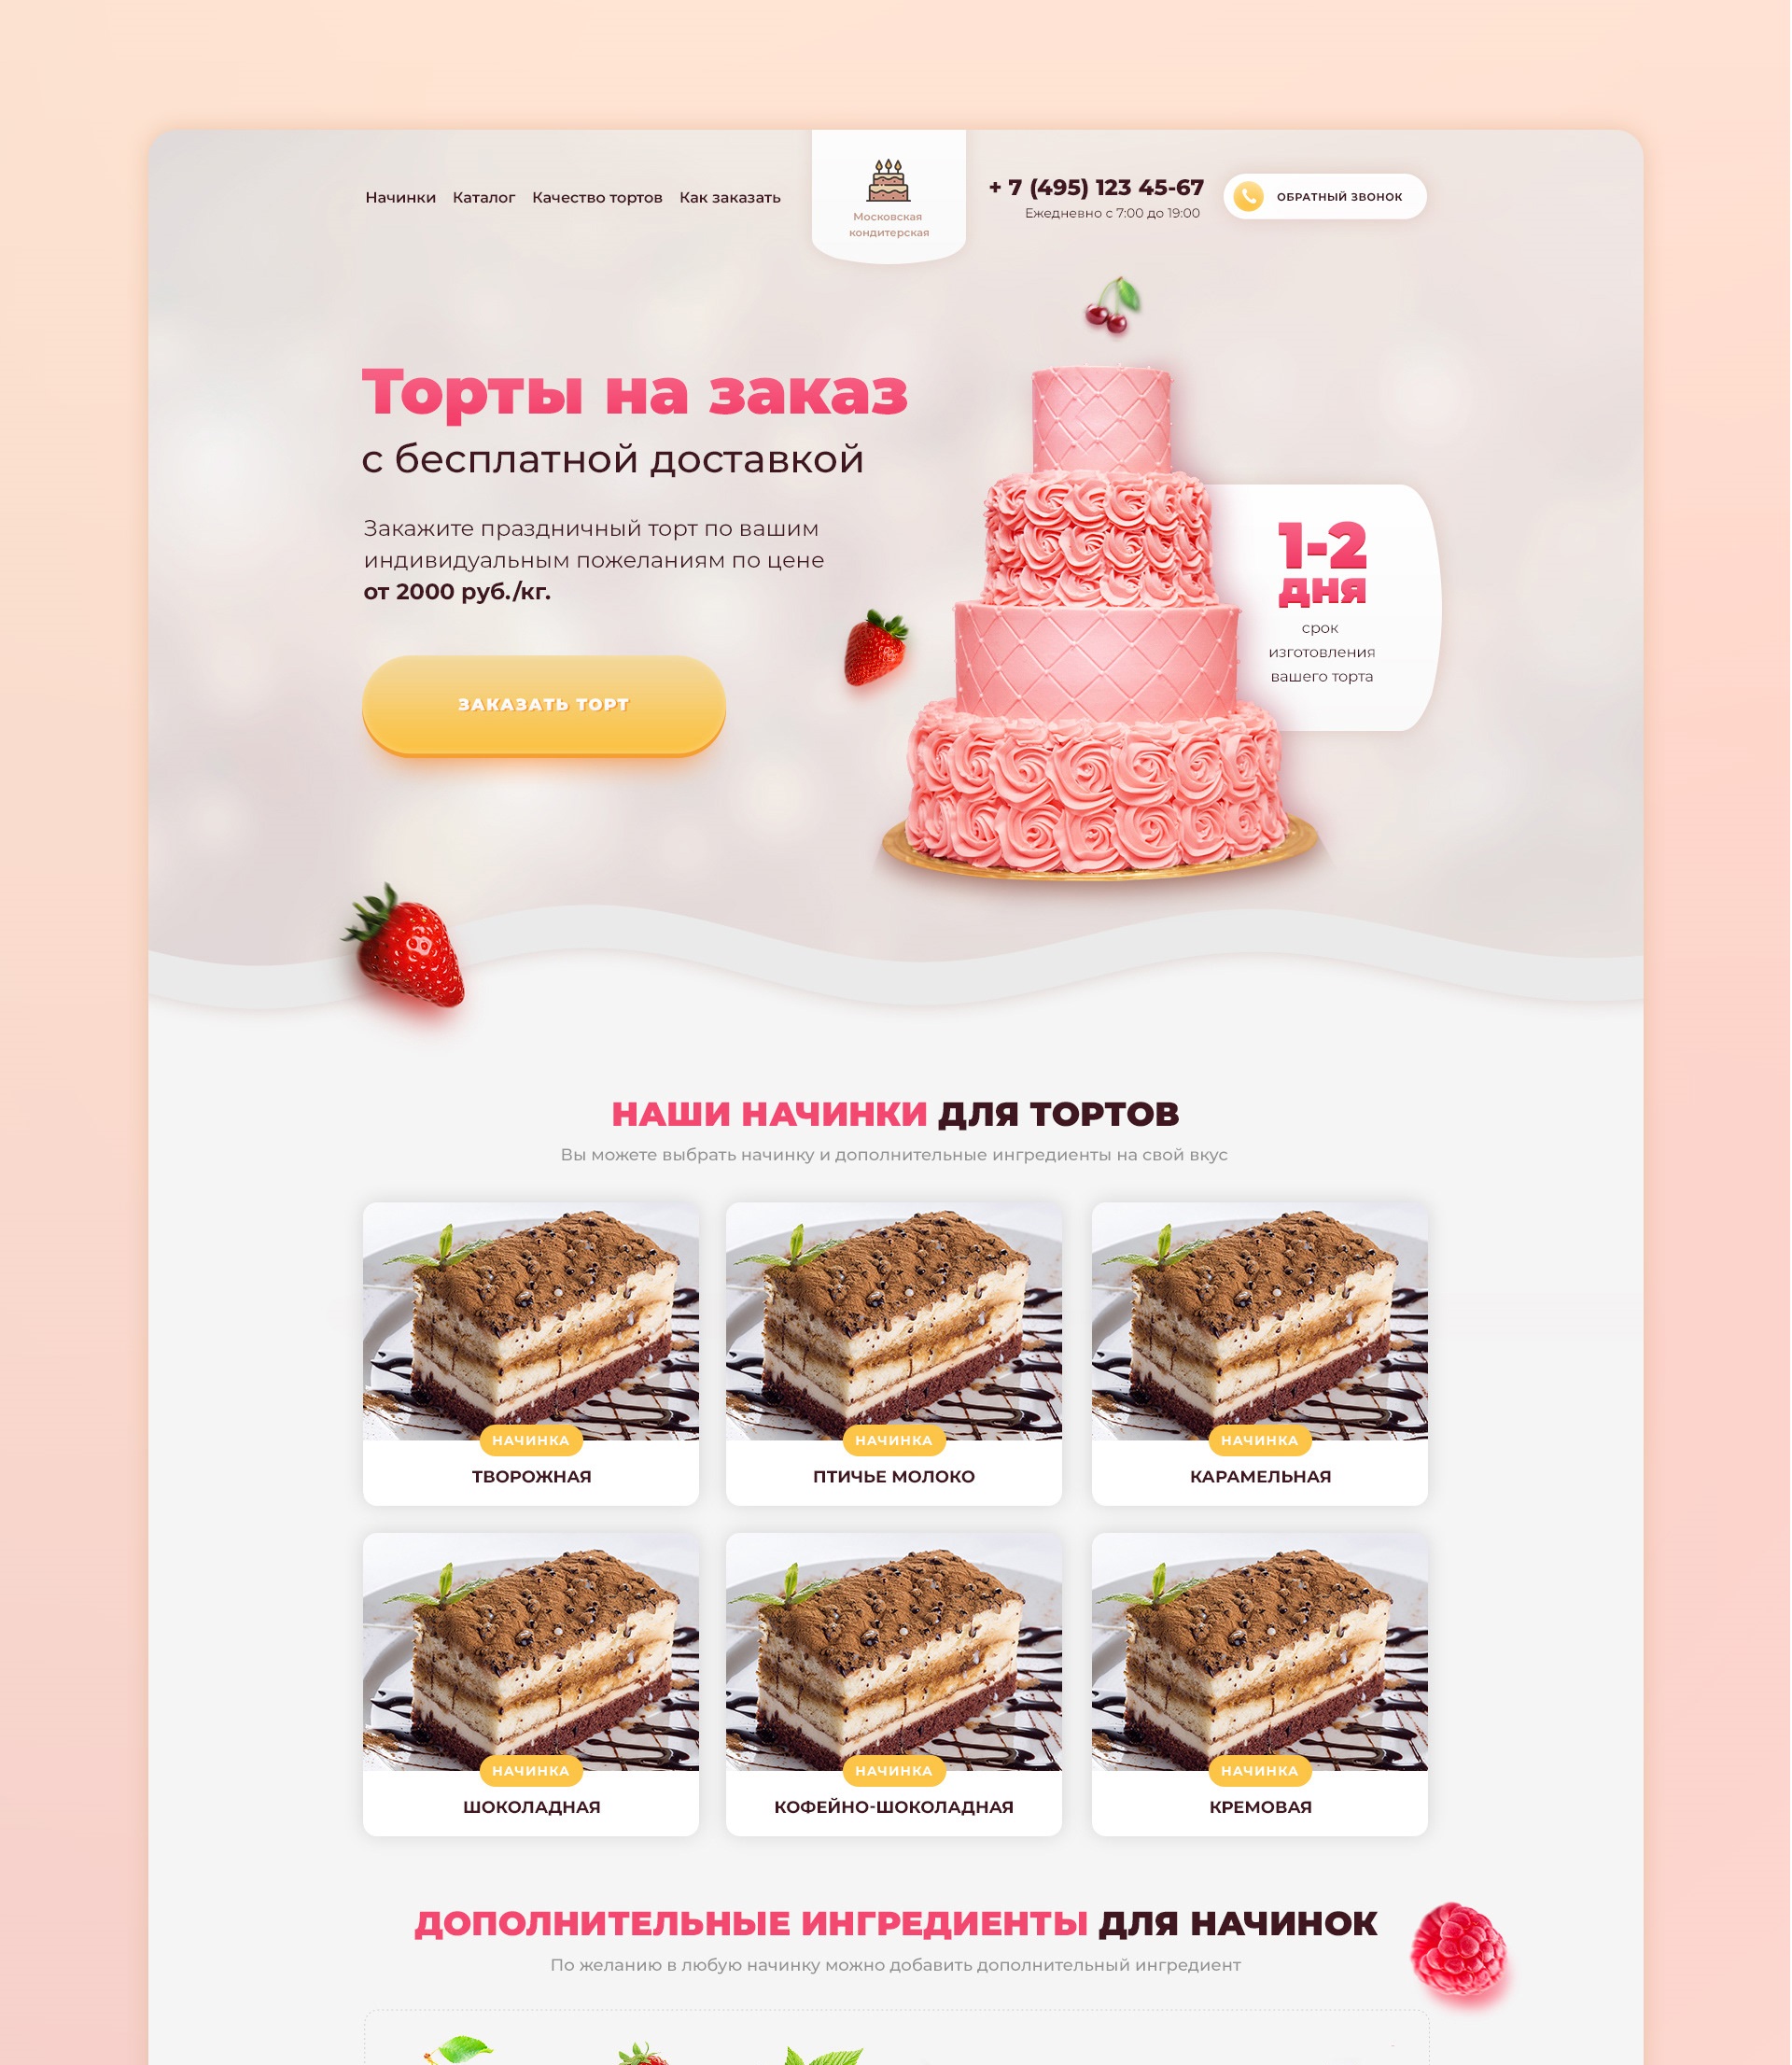 Начинки Каталог Качество тортов Как заказать
Московская
кондитерская
+ 7 (495) 123 45-67
Ежедневно с 7:00 до 19:00
ОБРАТНЫЙ ЗВОНОК
Торты на заказ
с бесплатной доставкой
Закажите праздничный торт по вашим
индивидуальным пожеланиям по цене
от 2000 руб./кг.
ЗАКАЗАТЬ ТОРТ
1-2
дня
срок
изготовления
вашего торта
НАШИ НАЧИНКИ ДЛЯ ТОРТОВ
Вы можете выбрать начинку и дополнительные ингредиенты на свой вкус
НАЧИНКА
ТВОРОЖНАЯ
НАЧИНКА
ПТИЧЬЕ МОЛОКО
НАЧИНКА
КАРАМЕЛЬНАЯ
НАЧИНКА
ШОКОЛАДНАЯ
НАЧИНКА
КОФЕЙНО-ШОКОЛАДНАЯ
НАЧИНКА
КРЕМОВАЯ
ДОПОЛНИТЕЛЬНЫЕ ИНГРЕДИЕНТЫ ДЛЯ НАЧИНОК
По желанию в любую начинку можно добавить дополнительный ингредиент